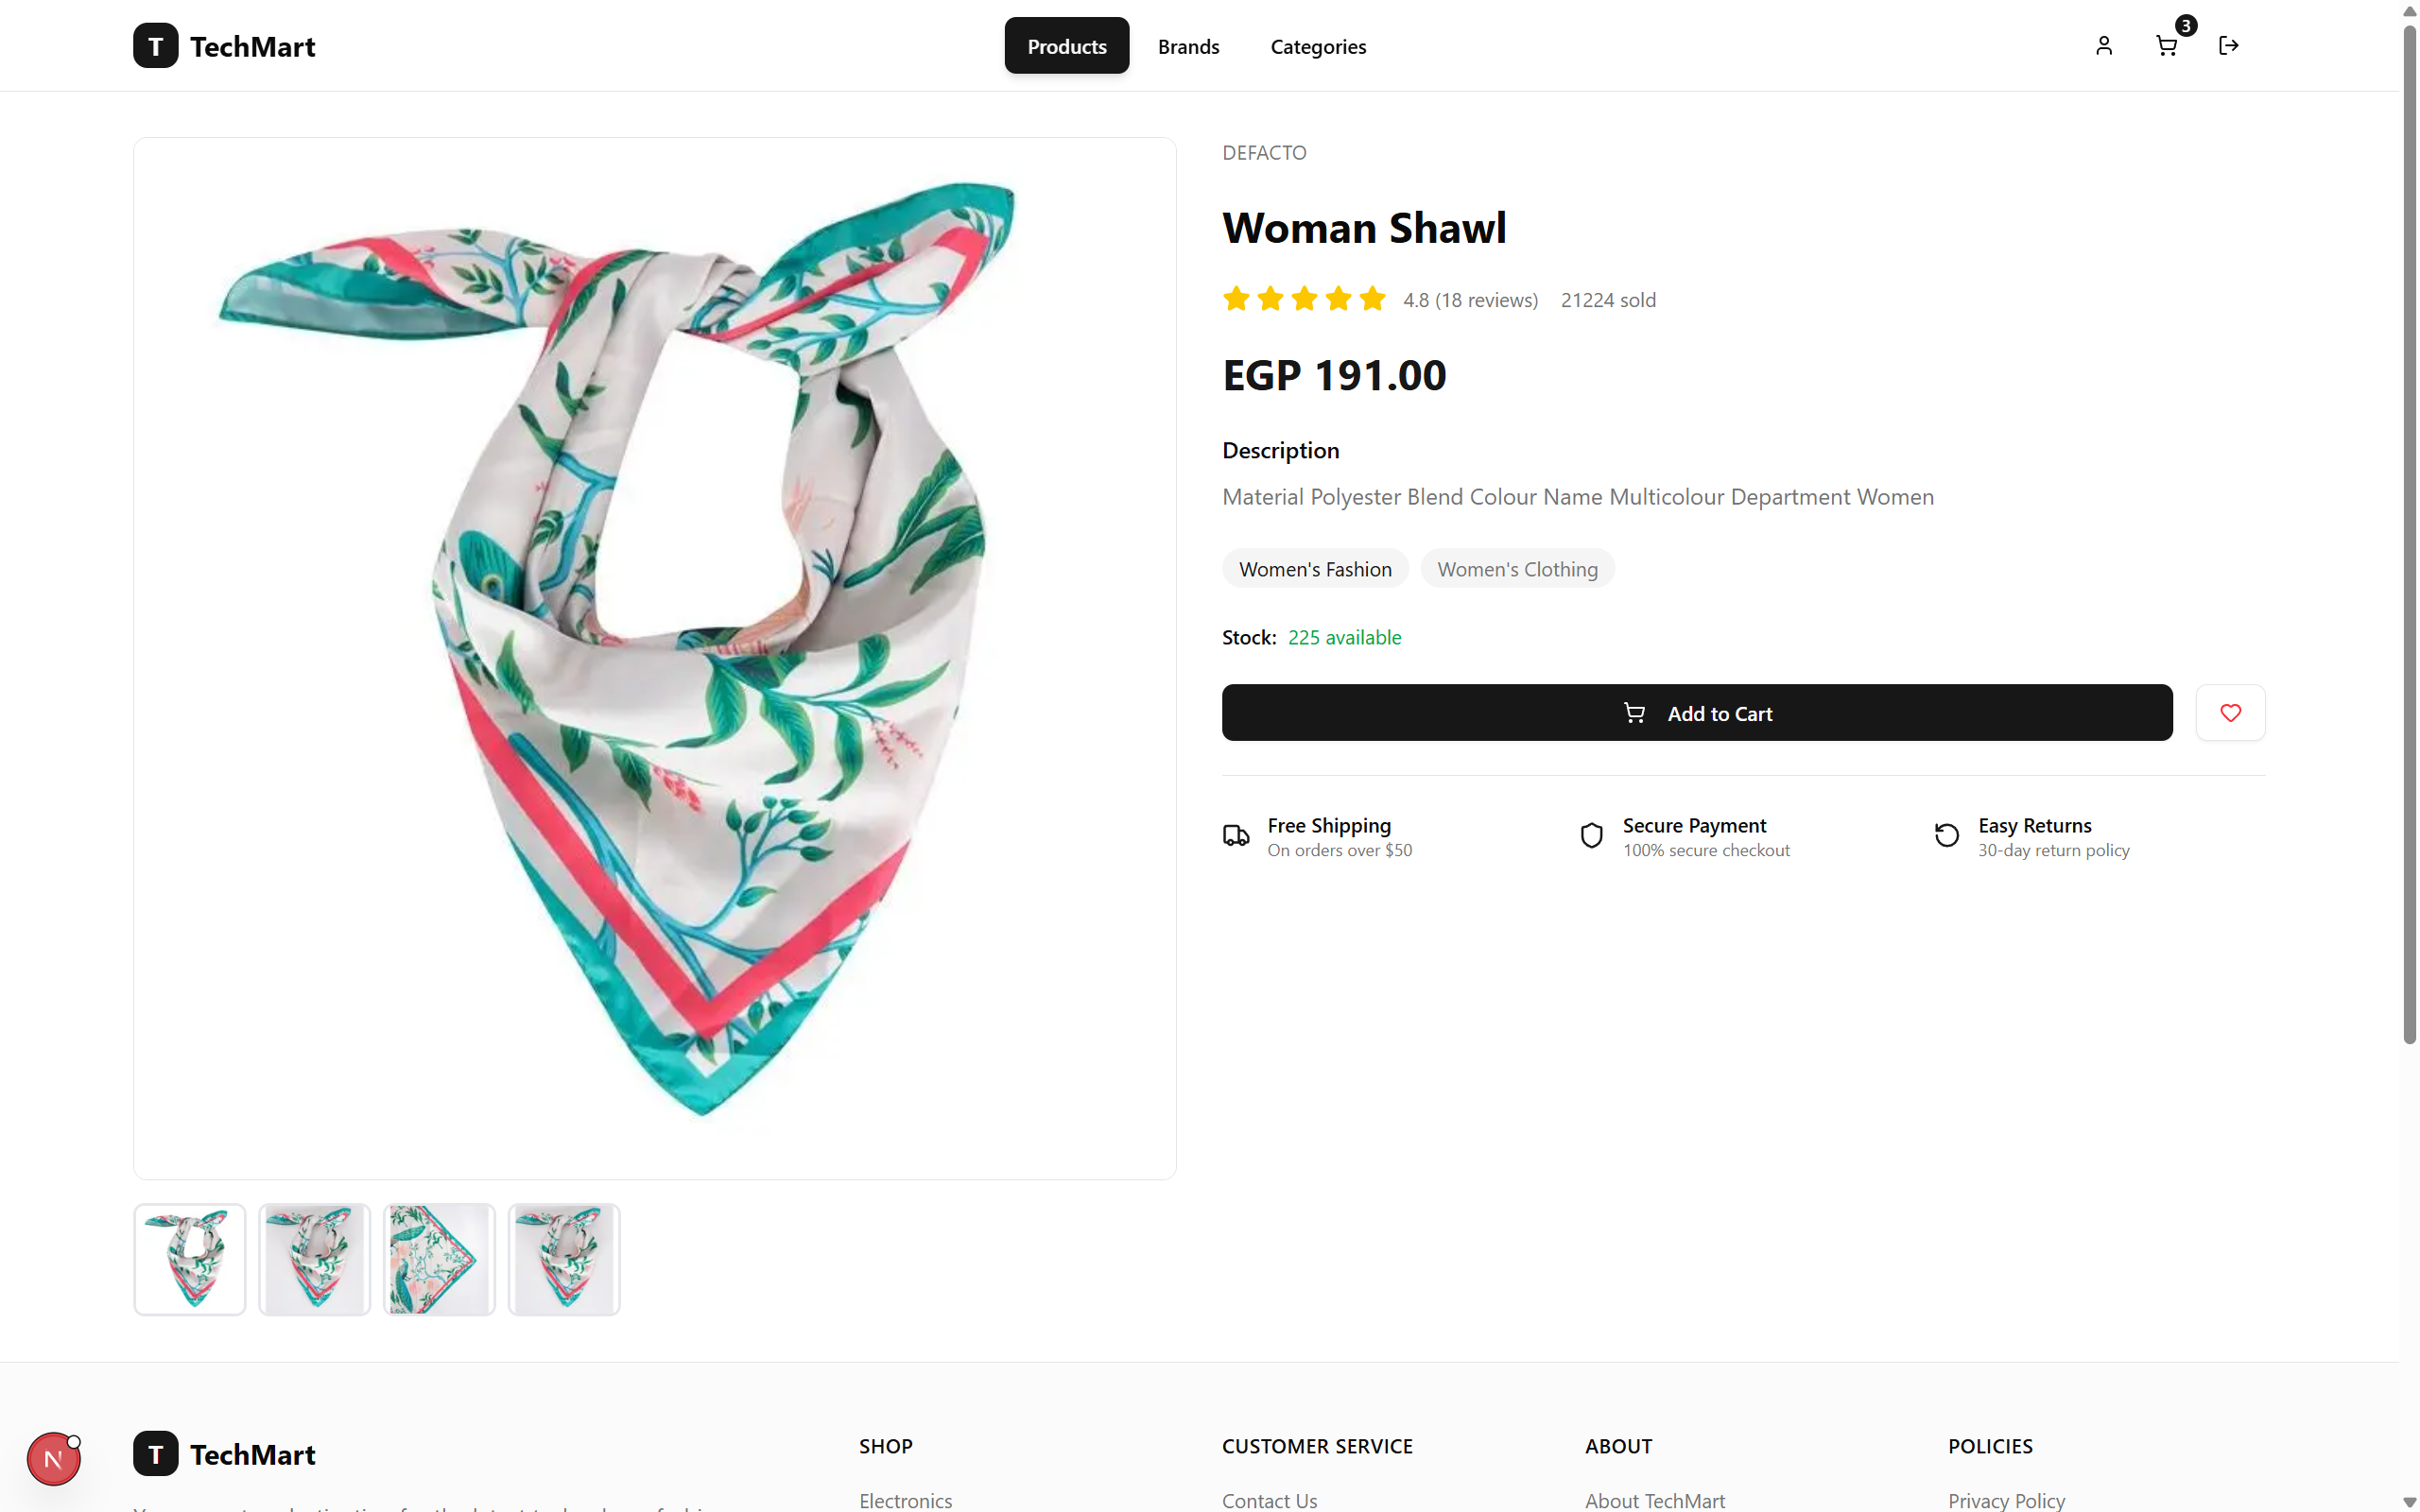 T TechMart
Products Brands Categories
3
DEFACTO
Woman Shawl
4.8 (18 reviews) 21224 sold
EGP 191.00
Description
Material Polyester Blend Colour Name Multicolour Department Women
Women's Fashion Women's Clothing
Stock: 225 available
Add to Cart
Free Shipping
On orders over $50
Secure Payment
100% secure checkout
Easy Returns
30-day return policy
N
T TechMart
SHOP
Electronics
CUSTOMER SERVICE
Contact Us
ABOUT
About TechMart
POLICIES
Privacy Policy